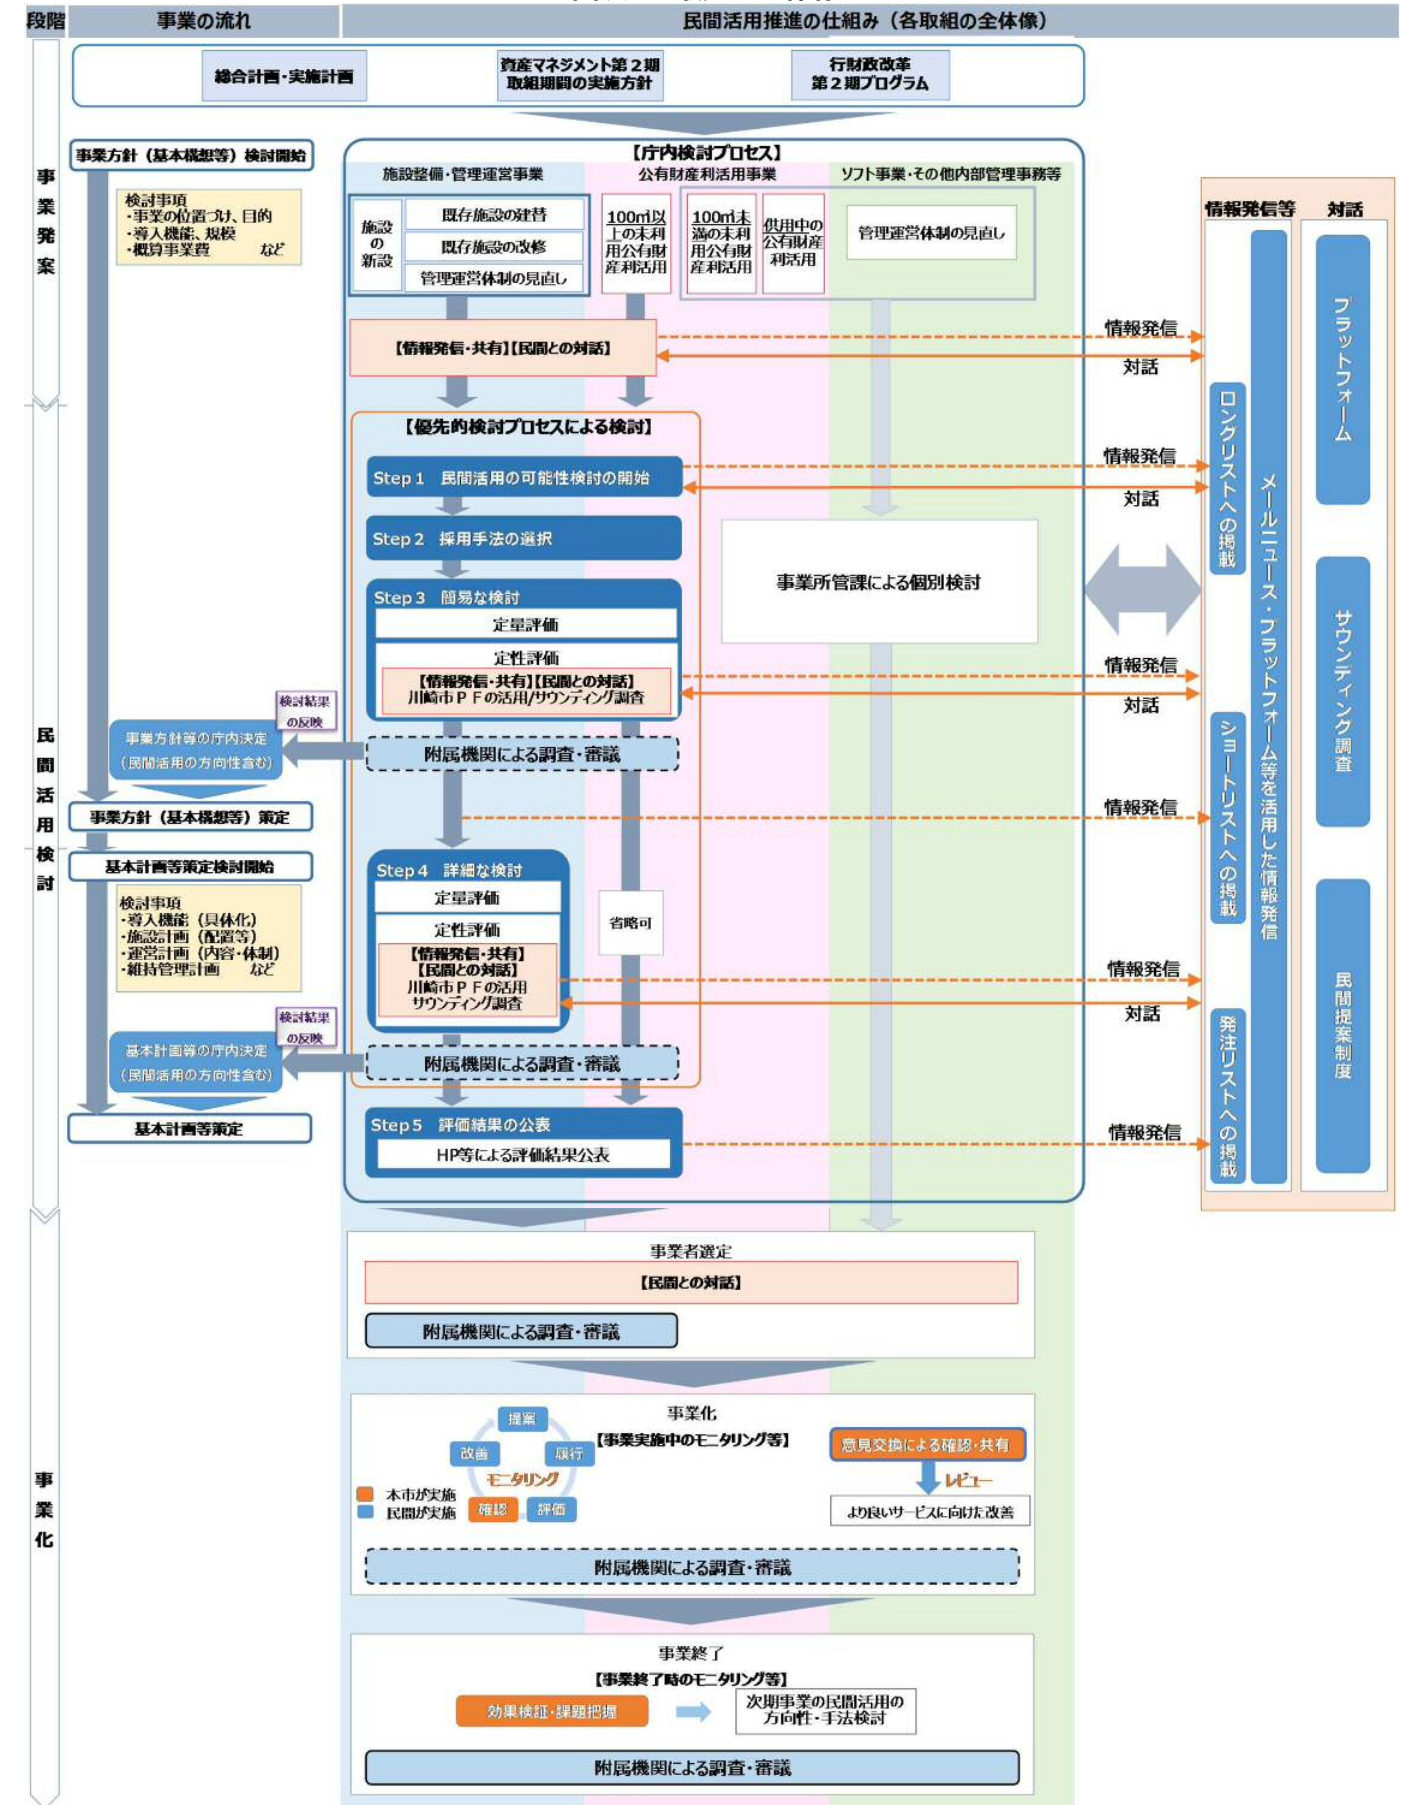 段階
事業の流れ
民間活用推進の仕組み（各取組の全体像）
総合計画・実施計画
資産マネジメント第２期
取組期間の実施方針
行財政改革
第２期プログラム
事業発案
事業方針（基本構想等）検討開始
検討事項
・事業の位置づけ、目的
・導入機能、規模
・概算事業費　　など
【庁内検討プロセス】
施設整備・管理運営事業
公有財産利活用事業
ソフト事業・その他内部管理事務等
施設
の
新設
既存施設の建替
既存施設の改修
管理運営体制の見直し
100㎡以
上の未利
用公有財
産利活用
100㎡未
満の未利
用公有財
産利活用
供用中の
公有財産
利活用
管理運営体制の見直し
【情報発信・共有】【民間との対話】
情報発信
対話
情報発信等
対話
プラットフォーム
ロングリストへの掲載
メールニュース・プラットフォーム等を活用した情報発信
サウンディング調査
ショートリストへの掲載
民間提案制度
発注リストへの掲載
民間活用検討
【優先的検討プロセスによる検討】
Step１　民間活用の可能性検討の開始
情報発信
対話
Step２　採用手法の選択
Step３　簡易な検討
定量評価
定性評価
【情報発信・共有】【民間との対話】
川崎市ＰＦの活用/サウンディング調査
事業所管課による個別検討
情報発信
対話
検討結果
の反映
事業方針等の庁内決定
（民間活用の方向性含む）
附属機関による調査・審議
事業方針（基本構想等）策定
情報発信
基本計画等策定検討開始
検討事項
・導入機能（具体化）
・施設計画（配置等）
・運営計画（内容・体制）
・維持管理計画　　など
Step４　詳細な検討
定量評価
定性評価
【情報発信・共有】
【民間との対話】
川崎市ＰＦの活用
サウンディング調査
省略可
情報発信
対話
検討結果
の反映
基本計画等の庁内決定
（民間活用の方向性含む）
附属機関による調査・審議
基本計画等策定
Step５　評価結果の公表
HP等による評価結果公表
情報発信
事業化
事業者選定
【民間との対話】
附属機関による調査・審議
事業化
【事業実施中のモニタリング等】
提案
改善
履行
モニタリング
確認
評価
本市が実施
民間が実施
意見交換による確認・共有
レビュー
より良いサービスに向けた改善
附属機関による調査・審議
事業終了
【事業終了時のモニタリング等】
効果検証・課題把握
次期事業の民間活用の
方向性・手法検討
附属機関による調査・審議